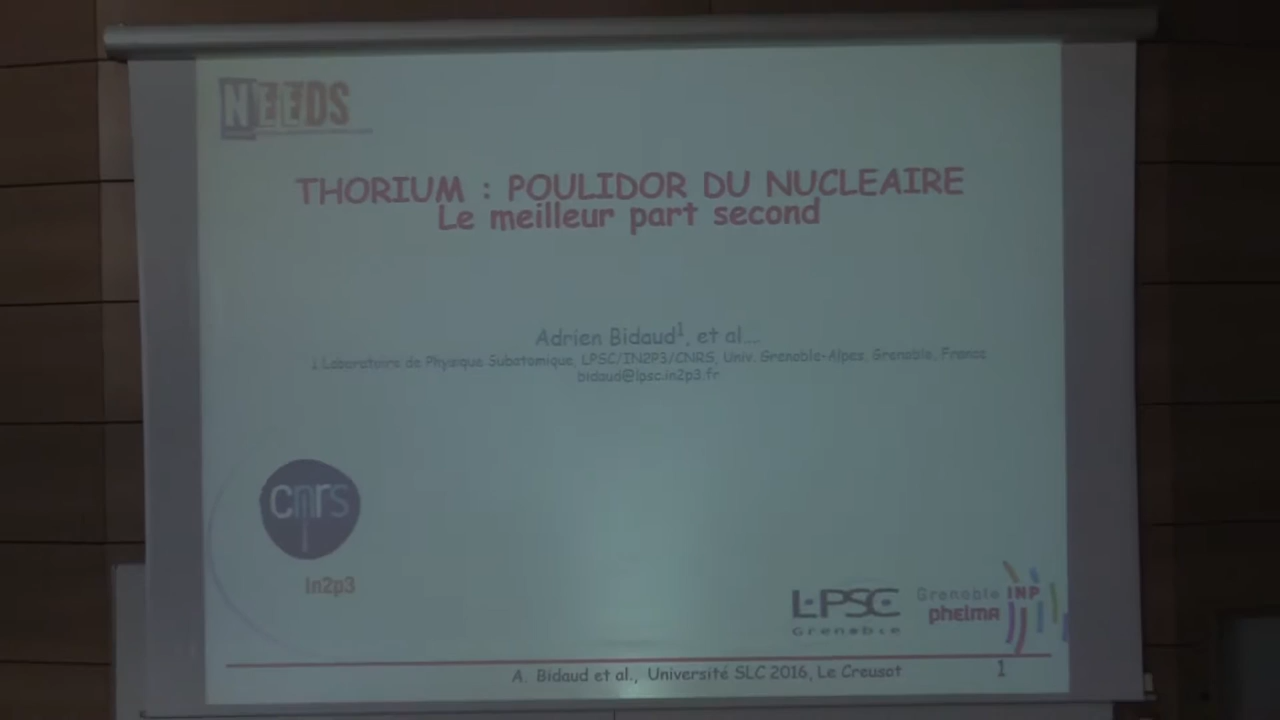 NEEDS
THORIUM : POULIDOR DU NUCLEAIRE
Le meilleur part second
Adrien Bidaud¹, et al...
1 Laboratoire de Physique Subatomique, LPSC/IN2P3/CNRS, Univ. Grenoble-Alpes, Grenoble, France
bidaud@lpsc.in2p3.fr
cnrs
in2p3
LPSC
Grenoble
Grenoble INP
phelma
A. Bidaud et al., Université SLC 2016, Le Creusot
1